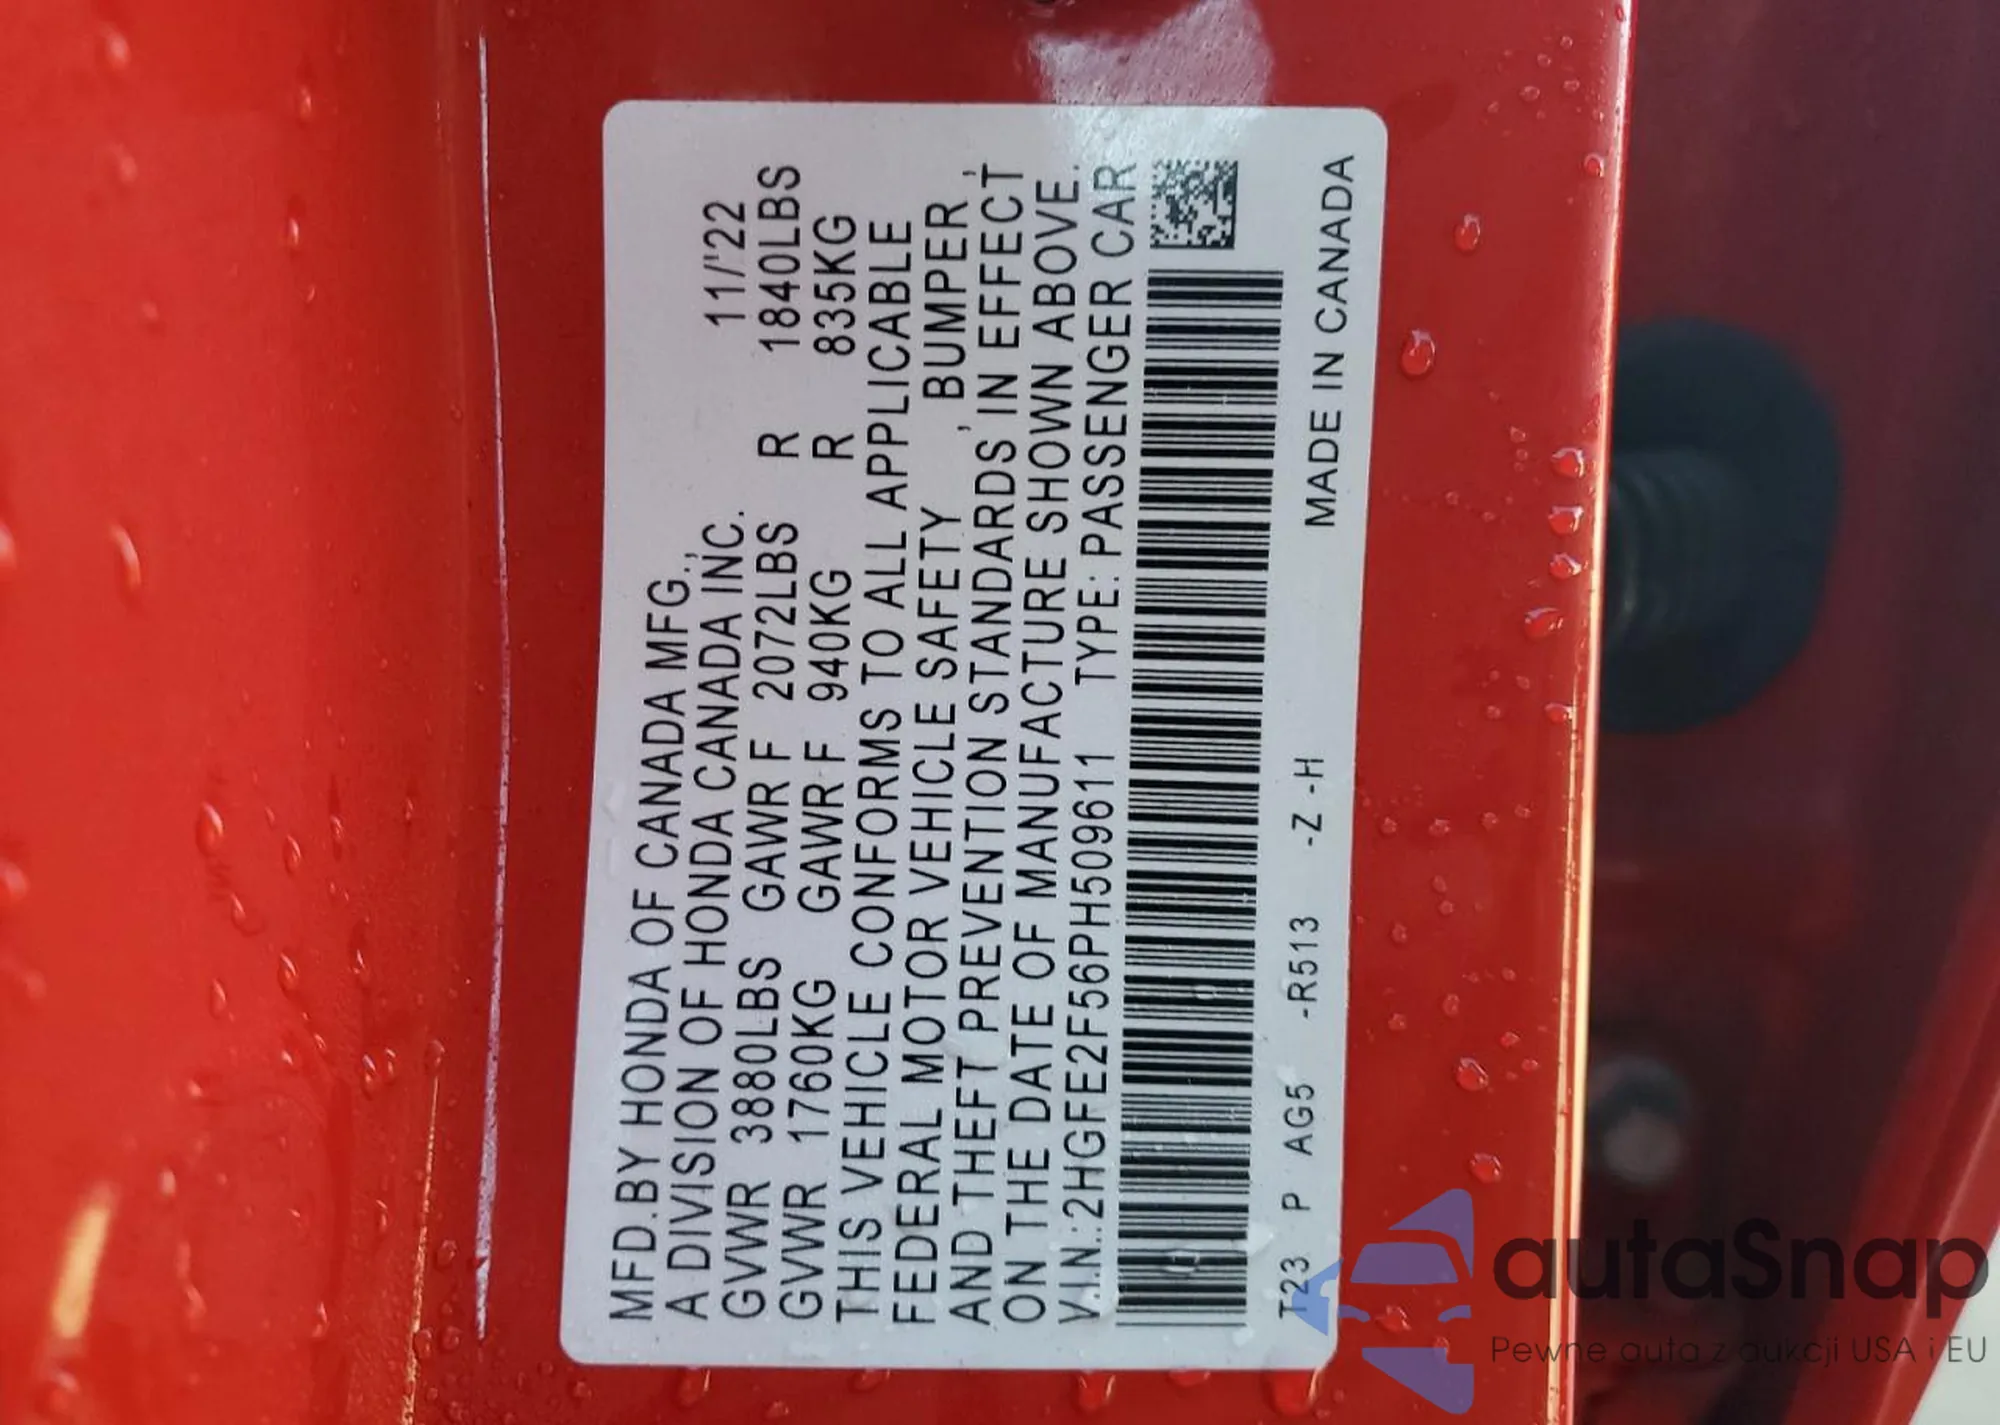 MFD.BY HONDA OF CANADA MFG.,
A DIVISION OF HONDA CANADA INC. 11/'22
GVWR 3880LBS GAWR F 2072LBS R 1840LBS
GVWR 1760KG GAWR F 940KG R 835KG
THIS VEHICLE CONFORMS TO ALL APPLICABLE
FEDERAL MOTOR VEHICLE SAFETY, BUMPER,
AND THEFT PREVENTION STANDARDS IN EFFECT
ON THE DATE OF MANUFACTURE SHOWN ABOVE.
V.I.N.:2HGFE2F56PH509611 TYPE: PASSENGER CAR
T23 P AG5 -R513 -Z -H MADE IN CANADA
autaSnap
Pewne auta z aukcji USA i EU